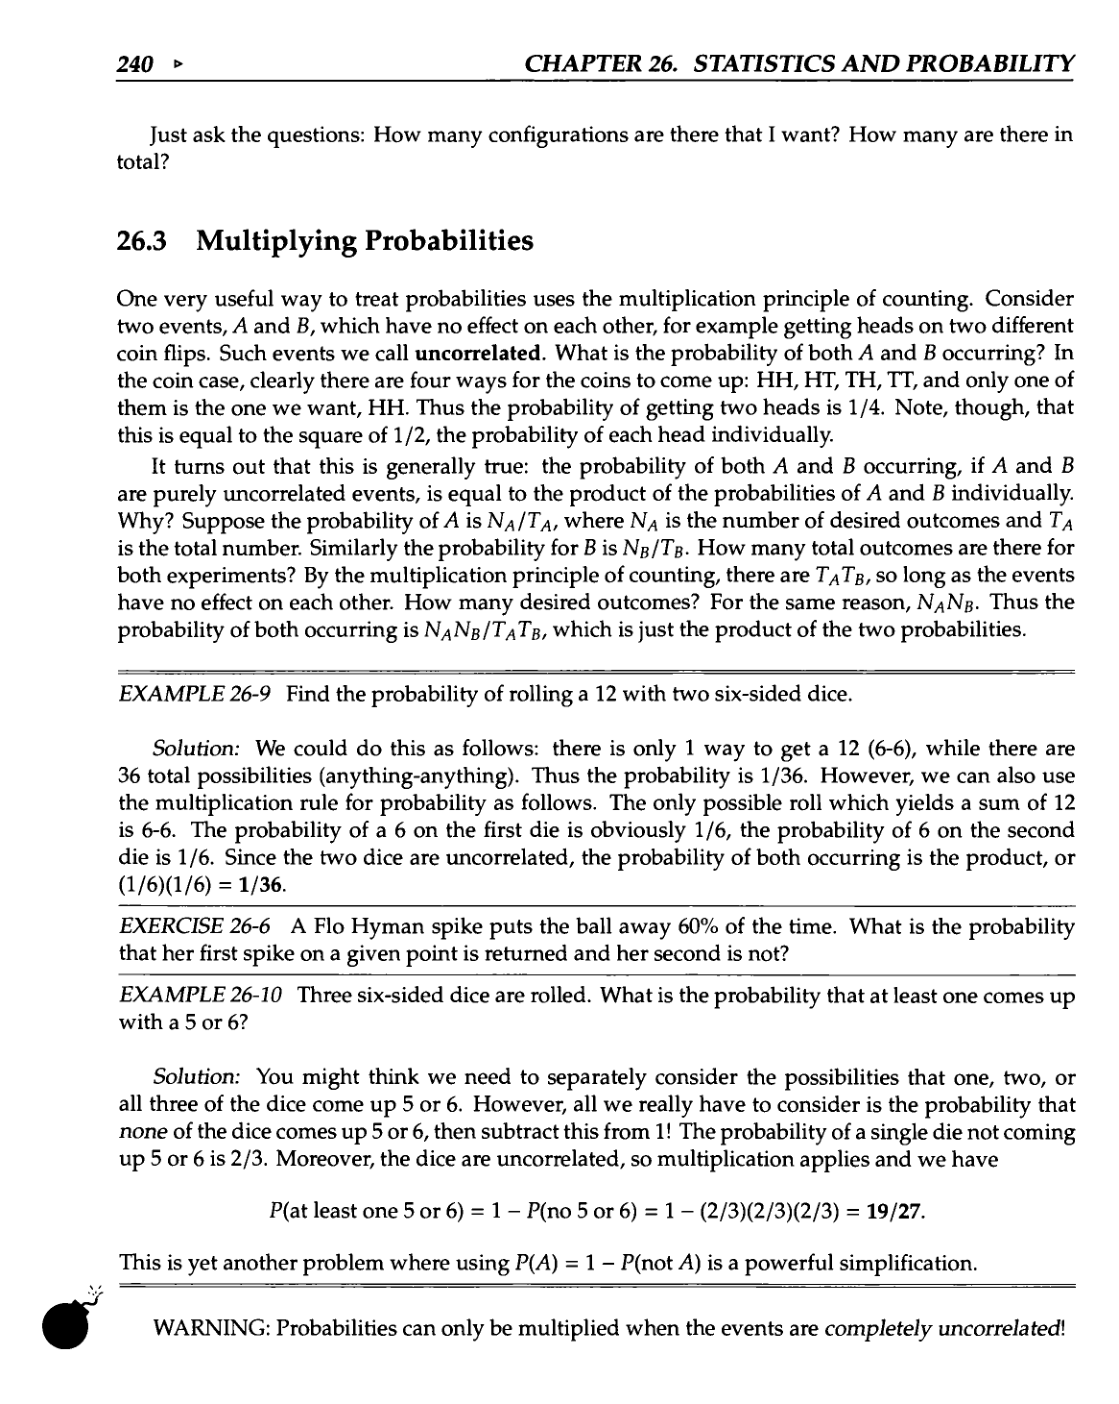 240 ▹ CHAPTER 26. STATISTICS AND PROBABILITY
Just ask the questions: How many configurations are there that I want? How many are there in
total?
26.3 Multiplying Probabilities
One very useful way to treat probabilities uses the multiplication principle of counting. Consider
two events, A and B, which have no effect on each other, for example getting heads on two different
coin flips. Such events we call uncorrelated. What is the probability of both A and B occurring? In
the coin case, clearly there are four ways for the coins to come up: HH, HT, TH, TT, and only one of
them is the one we want, HH. Thus the probability of getting two heads is 1/4. Note, though, that
this is equal to the square of 1/2, the probability of each head individually.
It turns out that this is generally true: the probability of both A and B occurring, if A and B
are purely uncorrelated events, is equal to the product of the probabilities of A and B individually.
Why? Suppose the probability of A is N_A/T_A, where N_A is the number of desired outcomes and T_A
is the total number. Similarly the probability for B is N_B/T_B. How many total outcomes are there for
both experiments? By the multiplication principle of counting, there are T_AT_B, so long as the events
have no effect on each other. How many desired outcomes? For the same reason, N_AN_B. Thus the
probability of both occurring is N_AN_B/T_AT_B, which is just the product of the two probabilities.
EXAMPLE 26-9 Find the probability of rolling a 12 with two six-sided dice.
Solution: We could do this as follows: there is only 1 way to get a 12 (6-6), while there are
36 total possibilities (anything-anything). Thus the probability is 1/36. However, we can also use
the multiplication rule for probability as follows. The only possible roll which yields a sum of 12
is 6-6. The probability of a 6 on the first die is obviously 1/6, the probability of 6 on the second
die is 1/6. Since the two dice are uncorrelated, the probability of both occurring is the product, or
(1/6)(1/6) = 1/36.
EXERCISE 26-6 A Flo Hyman spike puts the ball away 60% of the time. What is the probability
that her first spike on a given point is returned and her second is not?
EXAMPLE 26-10 Three six-sided dice are rolled. What is the probability that at least one comes up
with a 5 or 6?
Solution: You might think we need to separately consider the possibilities that one, two, or
all three of the dice come up 5 or 6. However, all we really have to consider is the probability that
none of the dice comes up 5 or 6, then subtract this from 1! The probability of a single die not coming
up 5 or 6 is 2/3. Moreover, the dice are uncorrelated, so multiplication applies and we have
P(at least one 5 or 6) = 1 − P(no 5 or 6) = 1 − (2/3)(2/3)(2/3) = 19/27.
This is yet another problem where using P(A) = 1 − P(not A) is a powerful simplification.
WARNING: Probabilities can only be multiplied when the events are completely uncorrelated!